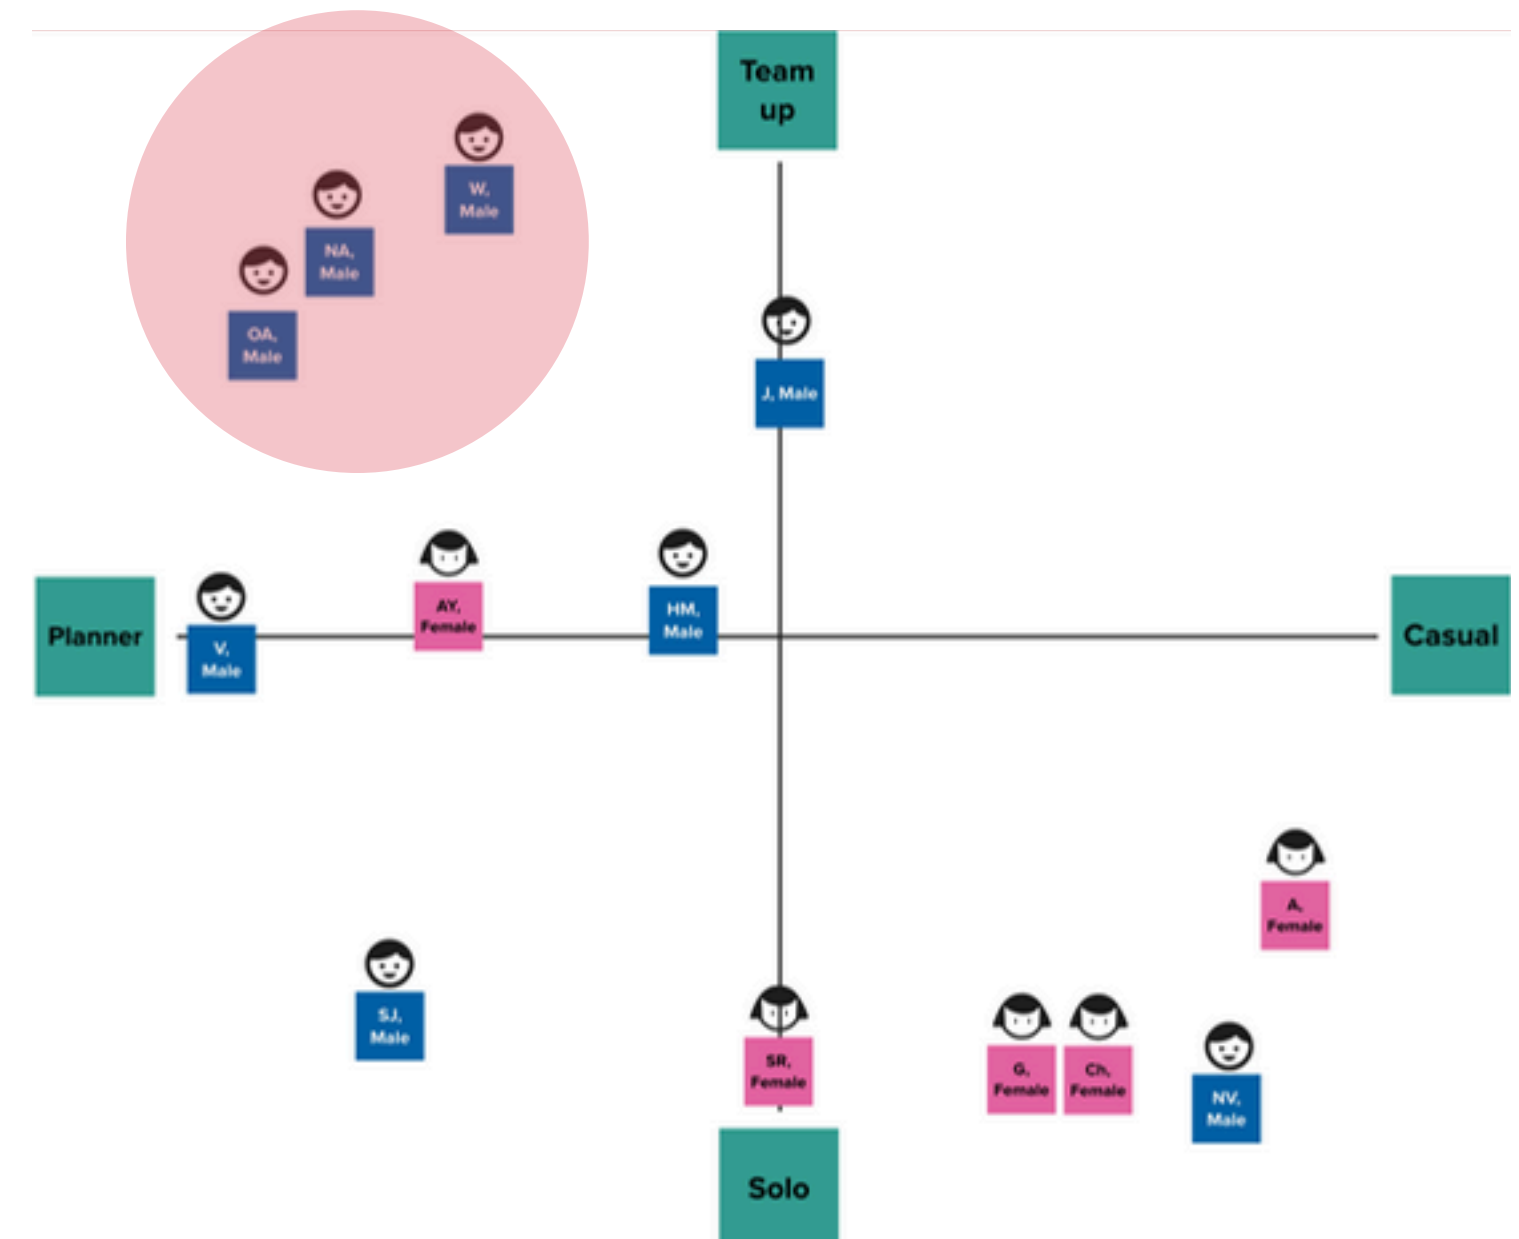 Team
up
W,
Male
NA,
Male
OA,
Male
J, Male
Planner
V,
Male
AY,
Female
HM,
Male
Casual
A,
Female
SJ,
Male
SR,
Female
G,
Female
Ch,
Female
NV,
Male
Solo